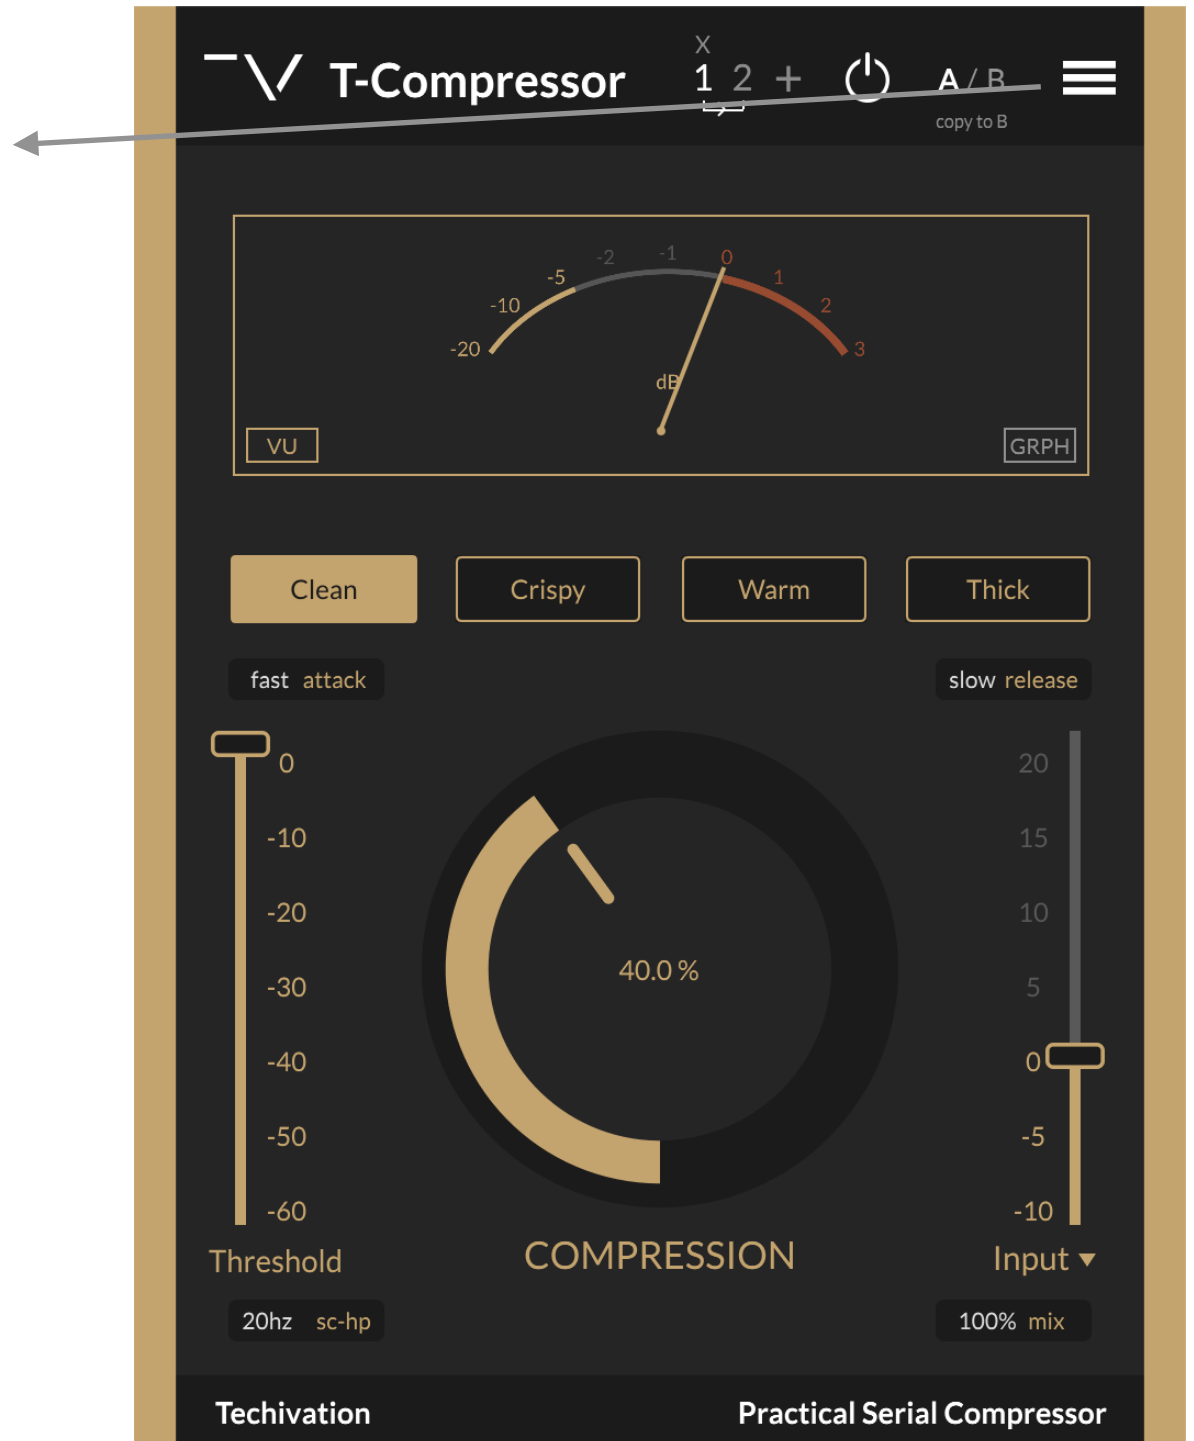 T-Compressor
X
1 2 +
A / B
copy to B
-20 -10 -5 -2 -1 0 1 2 3
dB
VU GRPH
Clean Crispy Warm Thick
fast attack slow release
0 20
-10 15
-20 10
-30 5
-40 0
-50 -5
-60 -10
40.0 %
Threshold COMPRESSION Input
20hz sc-hp 100% mix
Techivation Practical Serial Compressor